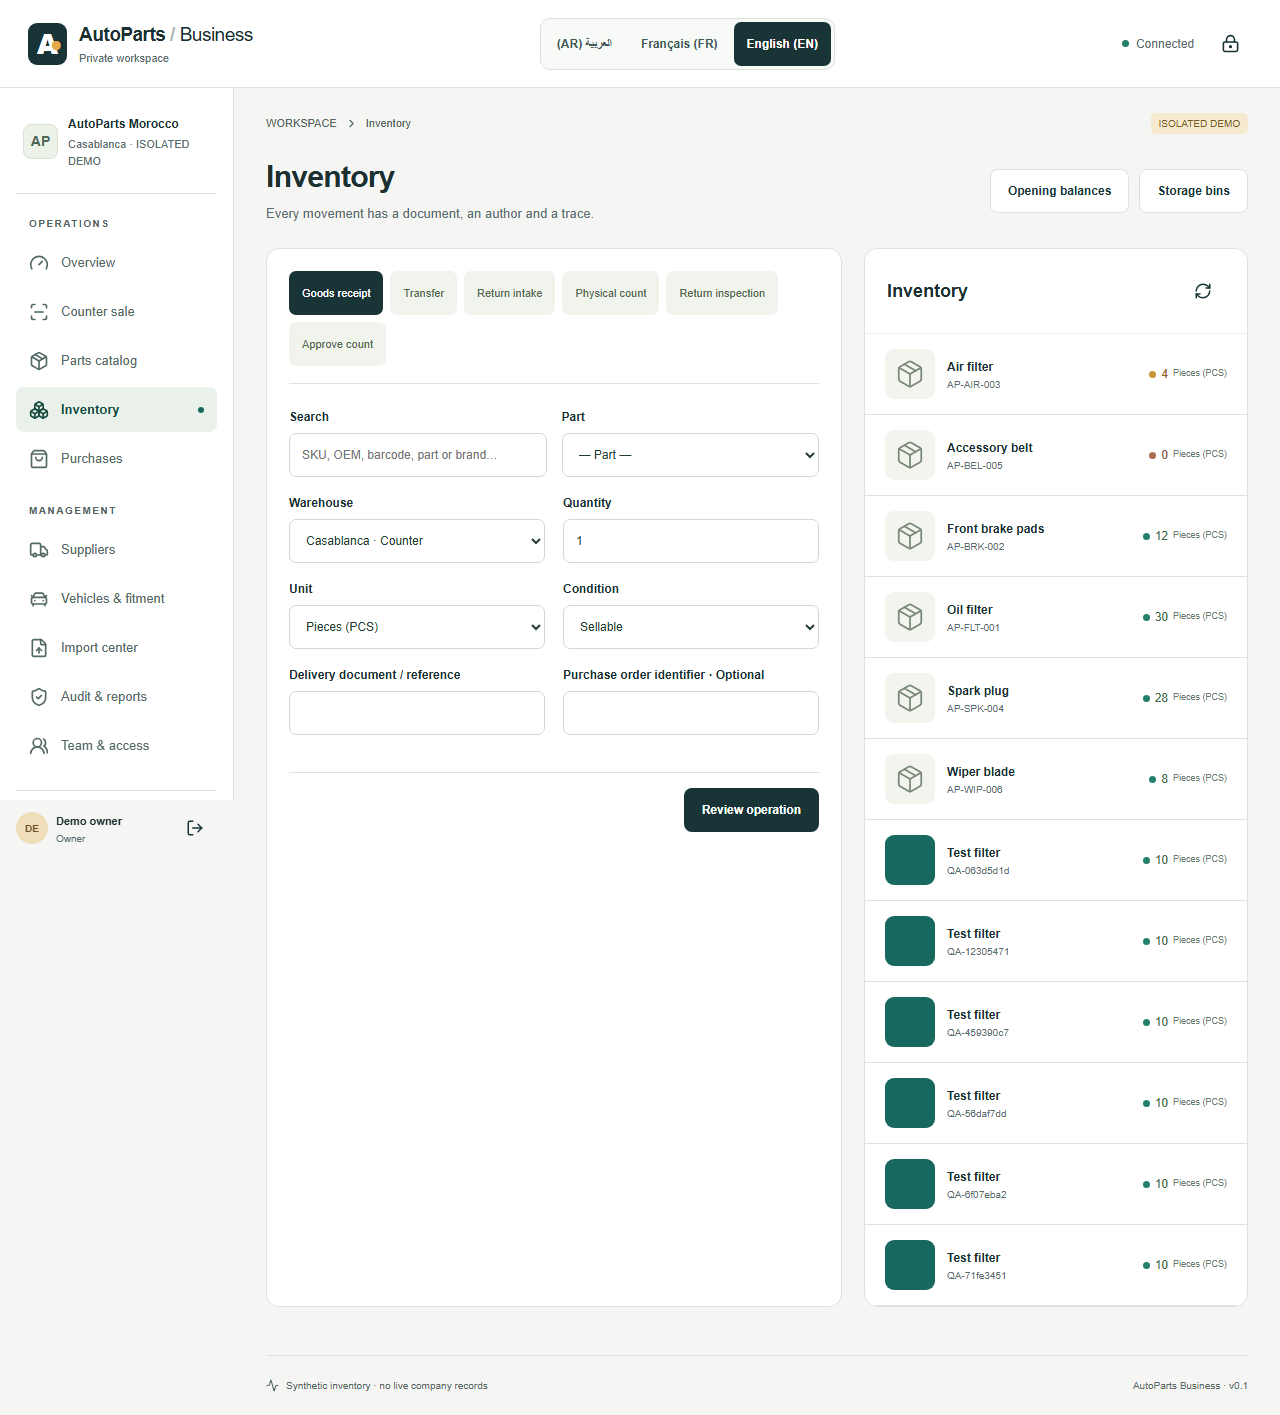 A
AutoParts / Business
Private workspace
العربية (AR)
Français (FR)
English (EN)
Connected
AP
AutoParts Morocco
Casablanca · ISOLATED
DEMO
OPERATIONS
Overview
Counter sale
Parts catalog
Inventory
Purchases
MANAGEMENT
Suppliers
Vehicles & fitment
Import center
Audit & reports
Team & access
DE
Demo owner
Owner
WORKSPACE
Inventory
ISOLATED DEMO
Inventory
Every movement has a document, an author and a trace.
Opening balances
Storage bins
Goods receipt
Transfer
Return intake
Physical count
Return inspection
Approve count
Search
Part
SKU, OEM, barcode, part or brand…
— Part —
Warehouse
Quantity
Casablanca · Counter
1
Unit
Condition
Pieces (PCS)
Sellable
Delivery document / reference
Purchase order identifier · Optional
Review operation
Inventory
Air filter
AP-AIR-003
4 Pieces (PCS)
Accessory belt
AP-BEL-005
0 Pieces (PCS)
Front brake pads
AP-BRK-002
12 Pieces (PCS)
Oil filter
AP-FLT-001
30 Pieces (PCS)
Spark plug
AP-SPK-004
28 Pieces (PCS)
Wiper blade
AP-WIP-006
8 Pieces (PCS)
Test filter
QA-063d5d1d
10 Pieces (PCS)
Test filter
QA-12305471
10 Pieces (PCS)
Test filter
QA-459390c7
10 Pieces (PCS)
Test filter
QA-56daf7dd
10 Pieces (PCS)
Test filter
QA-6f07eba2
10 Pieces (PCS)
Test filter
QA-71fe3451
10 Pieces (PCS)
Synthetic inventory · no live company records
AutoParts Business · v0.1